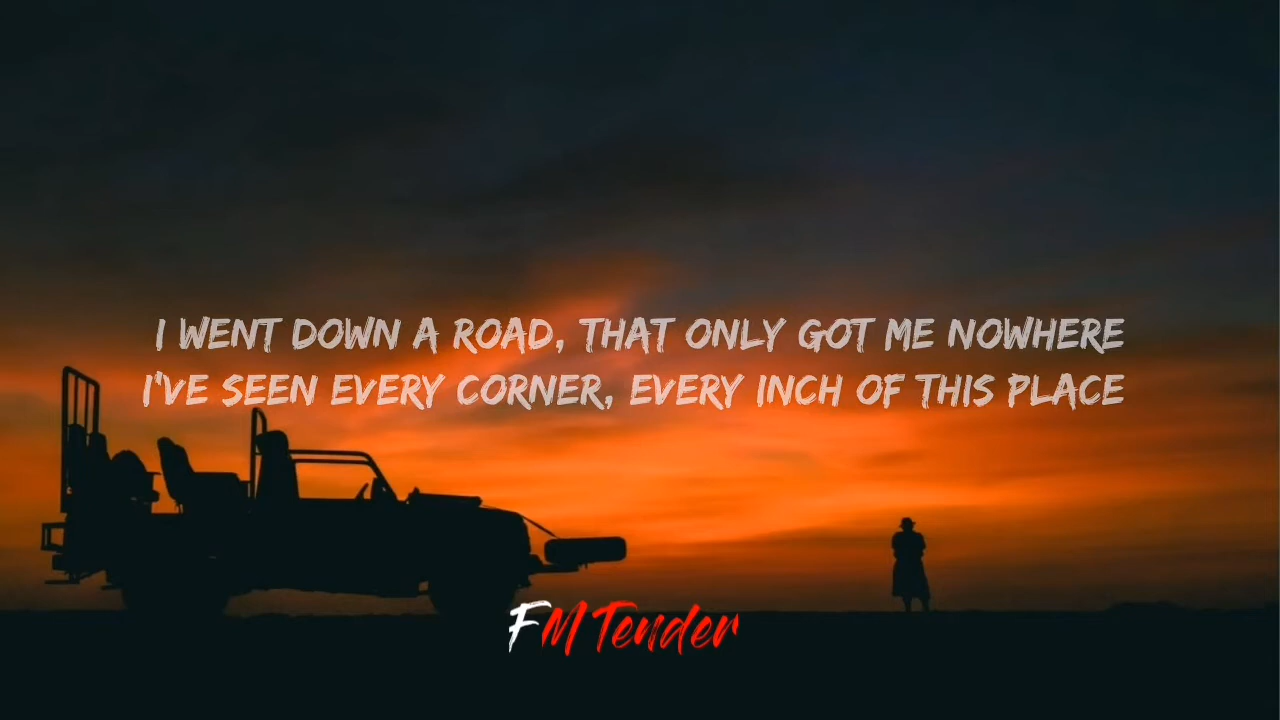 I WENT DOWN A ROAD, THAT ONLY GOT ME NOWHERE
I'VE SEEN EVERY CORNER, EVERY INCH OF THIS PLACE
FM Tender